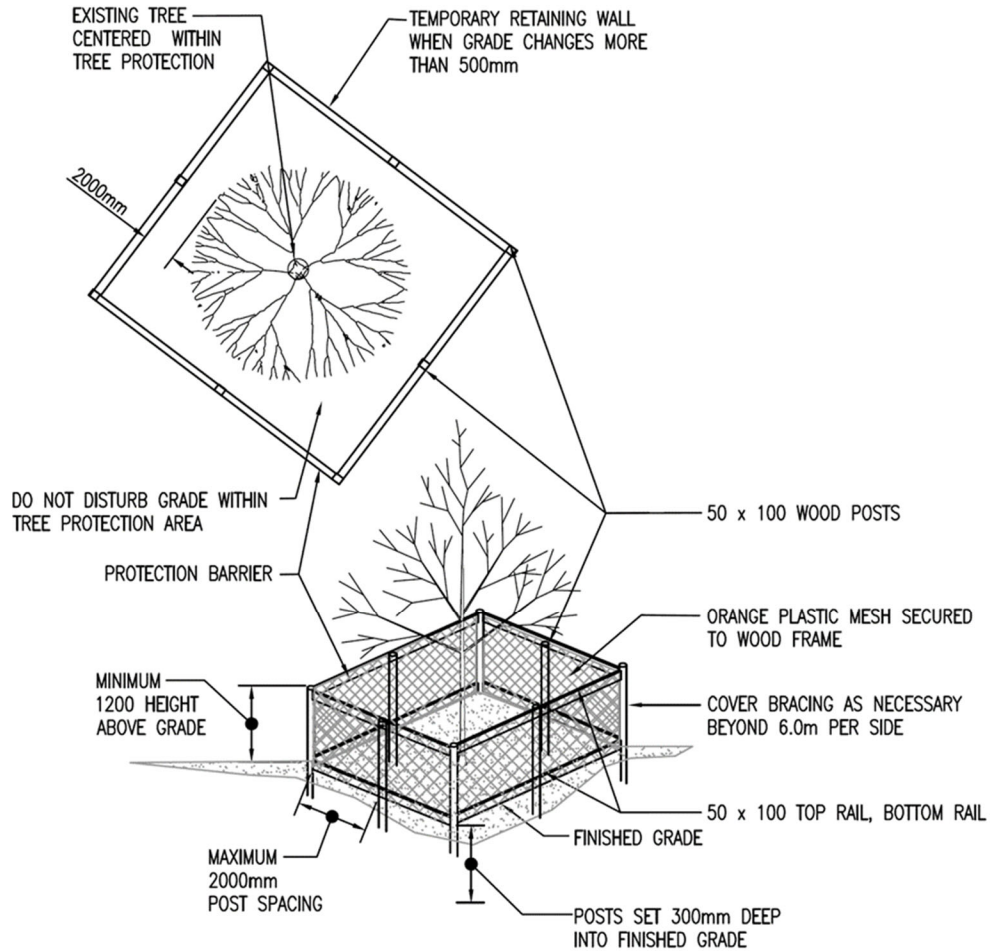 EXISTING TREE
CENTERED WITHIN
TREE PROTECTION
TEMPORARY RETAINING WALL
WHEN GRADE CHANGES MORE
THAN 500mm
2000mm
DO NOT DISTURB GRADE WITHIN
TREE PROTECTION AREA
50 x 100 WOOD POSTS
PROTECTION BARRIER
ORANGE PLASTIC MESH SECURED
TO WOOD FRAME
MINIMUM
1200 HEIGHT
ABOVE GRADE
COVER BRACING AS NECESSARY
BEYOND 6.0m PER SIDE
50 x 100 TOP RAIL, BOTTOM RAIL
FINISHED GRADE
MAXIMUM
2000mm
POST SPACING
POSTS SET 300mm DEEP
INTO FINISHED GRADE